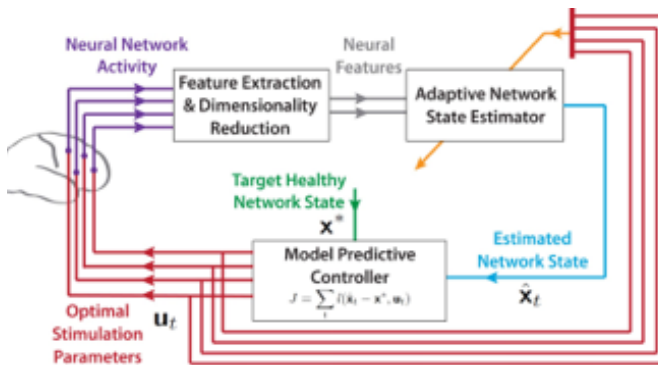 Neural Network
Activity
Feature Extraction
& Dimensionality
Reduction
Neural
Features
Adaptive Network
State Estimator
Target Healthy
Network State
x*
Model Predictive
Controller
J = ∑ l(x̂ₜ − x*, uₜ)
t
Estimated
Network State
x̂ₜ
Optimal
Stimulation
Parameters
uₜ